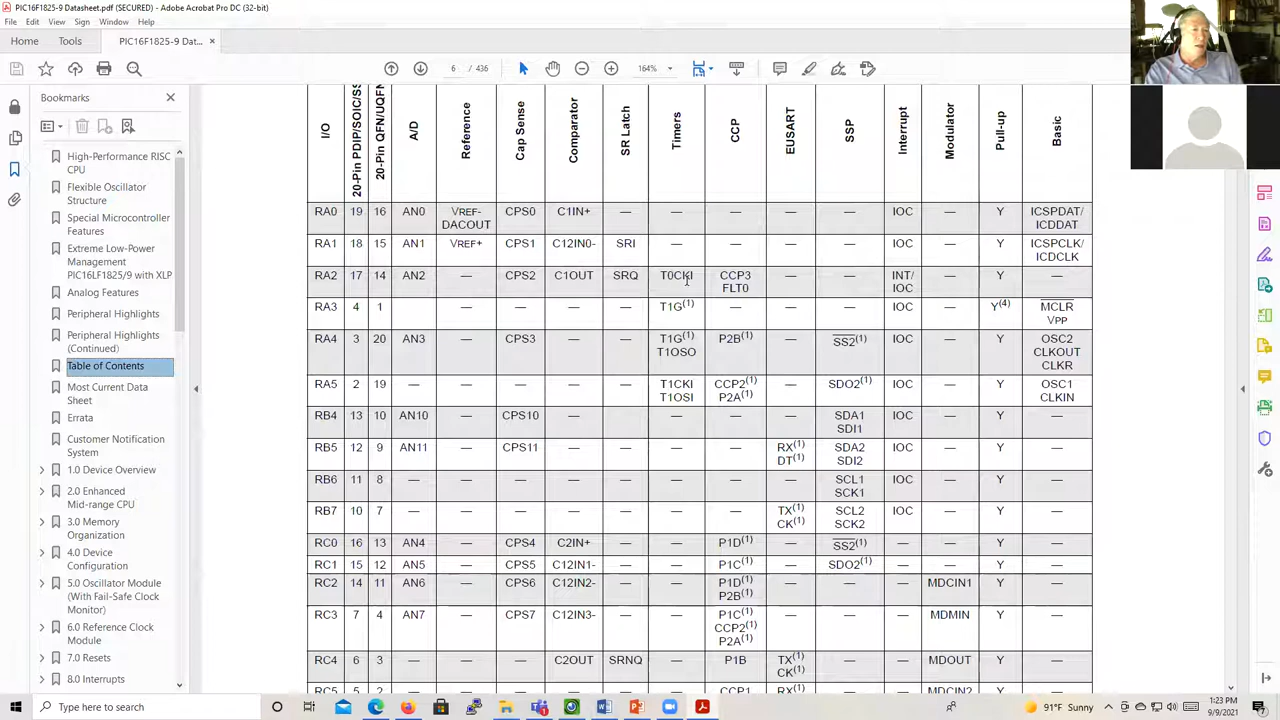 PIC16F1825-9 Datasheet.pdf (SECURED) - Adobe Acrobat Pro DC (32-bit)
File Edit View Sign Window Help
Home Tools PIC16F1825-9 Dat... ×
6 / 436 164%
Bookmarks
High-Performance RISC
CPU
Flexible Oscillator
Structure
Special Microcontroller
Features
Extreme Low-Power
Management
PIC16LF1825/9 with XLP
Analog Features
Peripheral Highlights
Peripheral Highlights
(Continued)
Table of Contents
Most Current Data
Sheet
Errata
Customer Notification
System
1.0 Device Overview
2.0 Enhanced
Mid-range CPU
3.0 Memory
Organization
4.0 Device
Configuration
5.0 Oscillator Module
(With Fail-Safe Clock
Monitor)
6.0 Reference Clock
Module
7.0 Resets
8.0 Interrupts
I/O 20-Pin PDIP/SOIC/SS 20-Pin QFN/UQFN A/D Reference Cap Sense Comparator SR Latch Timers CCP EUSART SSP Interrupt Modulator Pull-up Basic
RA0 19 16 AN0 VREF- CPS0 C1IN+ — — — — — IOC — Y ICSPDAT/
DACOUT ICDDAT
RA1 18 15 AN1 VREF+ CPS1 C12IN0- SRI — — — — IOC — Y ICSPCLK/
ICDCLK
RA2 17 14 AN2 — CPS2 C1OUT SRQ T0CKI CCP3 — — INT/ — Y —
FLT0 IOC
RA3 4 1 — — — — — T1G(1) — — — IOC — Y(4) MCLR
VPP
RA4 3 20 AN3 — CPS3 — — T1G(1) P2B(1) — SS2(1) IOC — Y OSC2
T1OSO CLKOUT
CLKR
RA5 2 19 — — — — — T1CKI CCP2(1) — SDO2(1) IOC — Y OSC1
T1OSI P2A(1) CLKIN
RB4 13 10 AN10 — CPS10 — — — — — SDA1 IOC — Y —
SDI1
RB5 12 9 AN11 — CPS11 — — — — RX(1) SDA2 IOC — Y —
DT(1) SDI2
RB6 11 8 — — — — — — — — SCL1 IOC — Y —
SCK1
RB7 10 7 — — — — — — — TX(1) SCL2 IOC — Y —
CK(1) SCK2
RC0 16 13 AN4 — CPS4 C2IN+ — — P1D(1) — SS2(1) — — Y —
RC1 15 12 AN5 — CPS5 C12IN1- — — P1C(1) — SDO2(1) — — Y —
RC2 14 11 AN6 — CPS6 C12IN2- — — P1D(1) — — — MDCIN1 Y —
P2B(1)
RC3 7 4 AN7 — CPS7 C12IN3- — — P1C(1) — — — MDMIN Y —
CCP2(1)
P2A(1)
RC4 6 3 — — — C2OUT SRNQ — P1B TX(1) — — MDOUT Y —
CK(1)
RC5 5 2 CCP1 RX(1) MDCIN2 Y
Type here to search
91°F Sunny
1:23 PM
9/9/2021